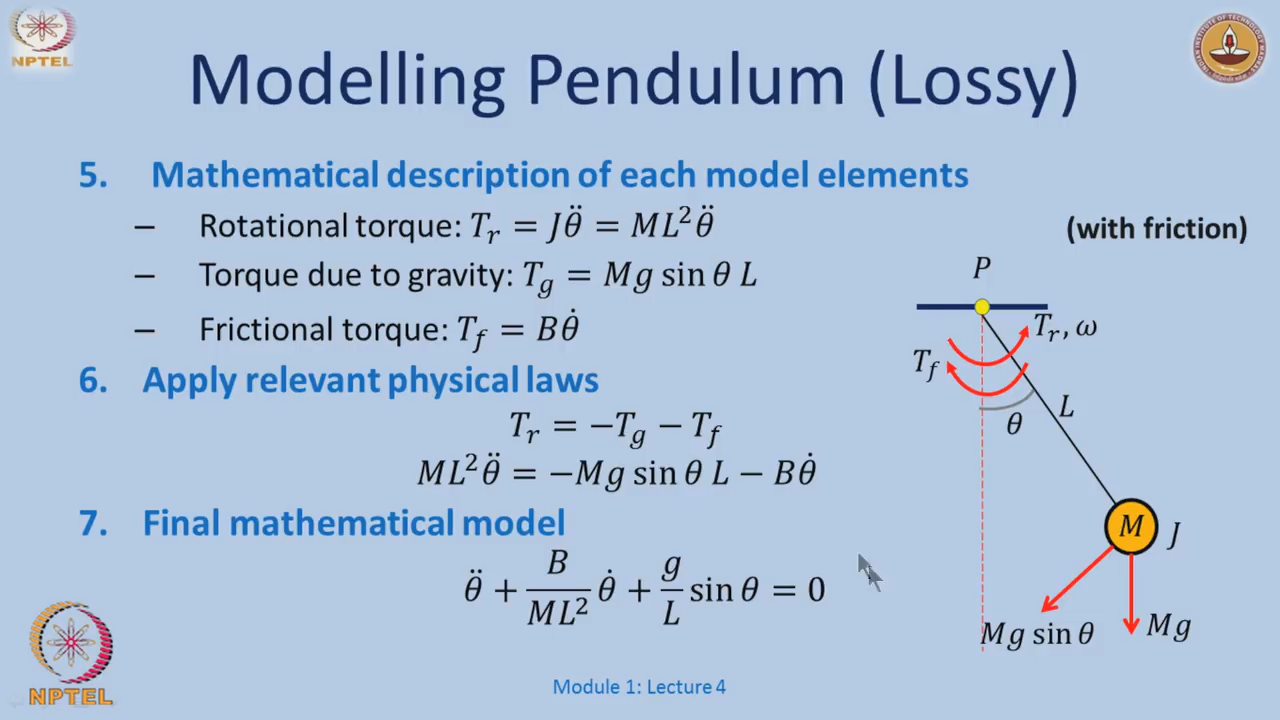 NPTEL
Modelling Pendulum (Lossy)
5. Mathematical description of each model elements
– Rotational torque: T_r = Jθ̈ = ML²θ̈
(with friction)
– Torque due to gravity: T_g = Mg sin θ L
– Frictional torque: T_f = Bθ̇
6. Apply relevant physical laws
T_r = −T_g − T_f
ML²θ̈ = −Mg sin θ L − Bθ̇
7. Final mathematical model
θ̈ + B/ML² θ̇ + g/L sin θ = 0
P
T_r, ω
T_f
L
θ
M J
Mg sin θ
Mg
NPTEL
Module 1: Lecture 4